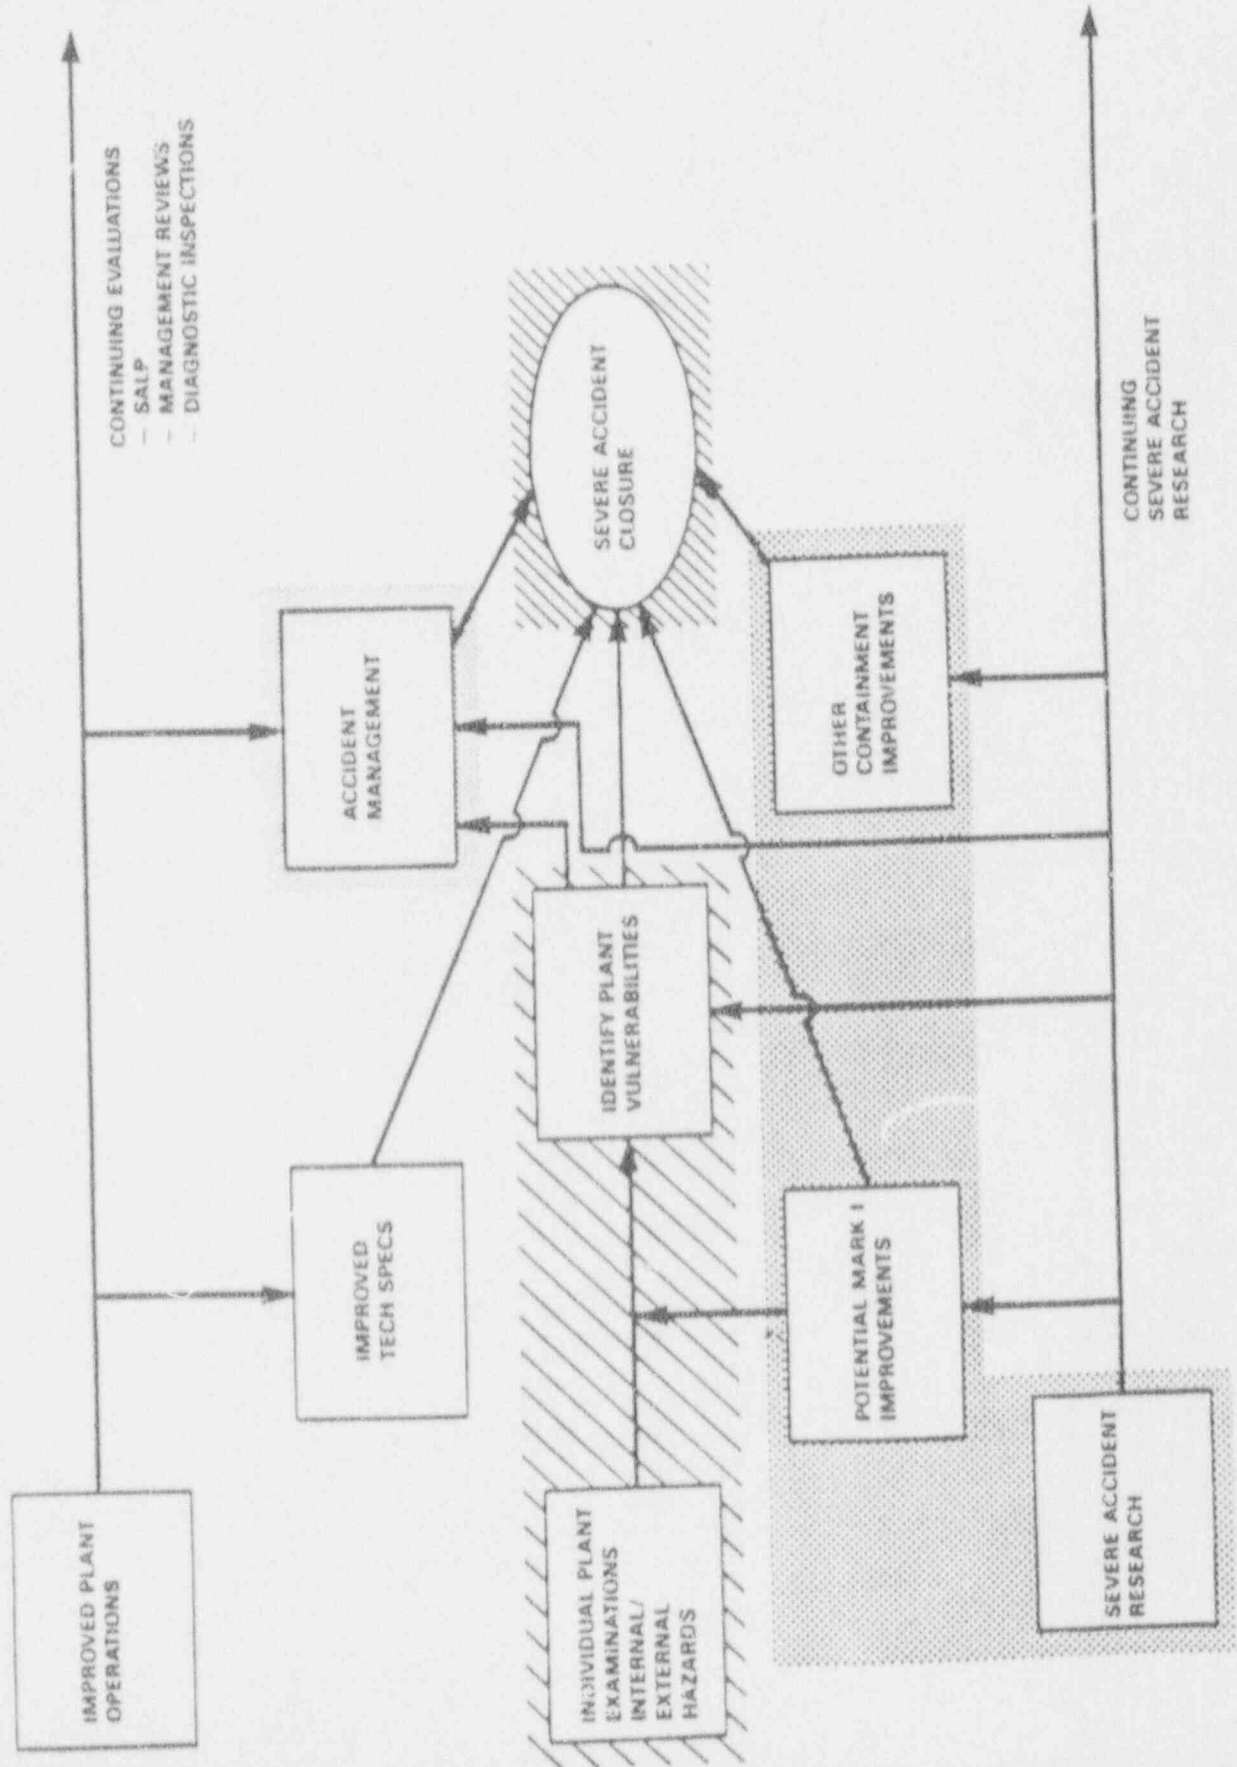 IMPROVED PLANT
OPERATIONS
CONTINUING EVALUATIONS
– SALP
– MANAGEMENT REVIEWS
– DIAGNOSTIC INSPECTIONS
IMPROVED
TECH SPECS
ACCIDENT
MANAGEMENT
INDIVIDUAL PLANT
EXAMINATIONS
INTERNAL/
EXTERNAL
HAZARDS
IDENTIFY PLANT
VULNERABILITIES
SEVERE ACCIDENT
CLOSURE
POTENTIAL MARK I
IMPROVEMENTS
OTHER
CONTAINMENT
IMPROVEMENTS
SEVERE ACCIDENT
RESEARCH
CONTINUING
SEVERE ACCIDENT
RESEARCH